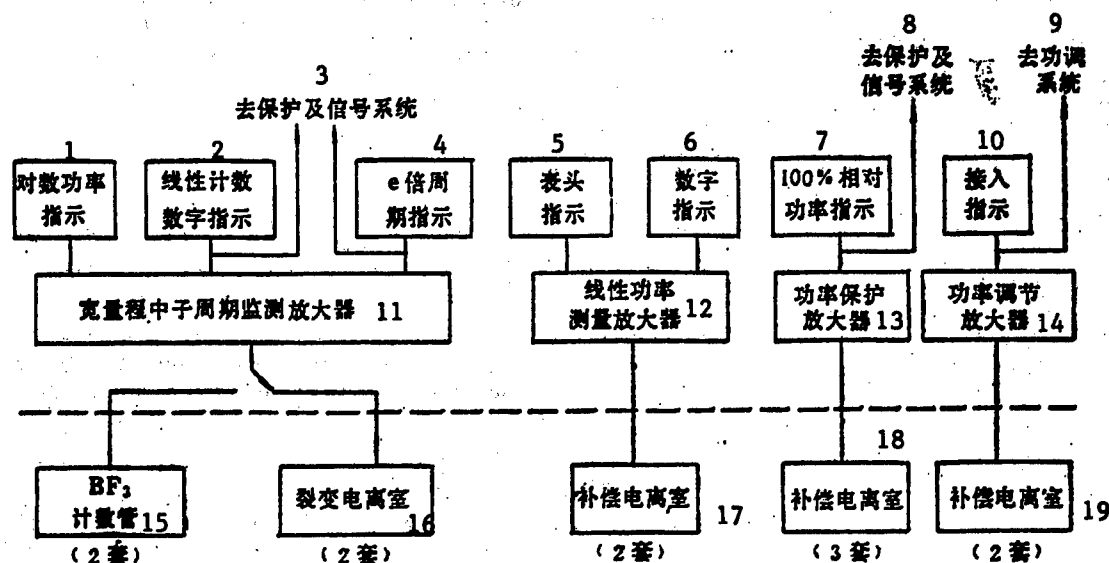 8
9
去保护及
信号系统
去功调
系统
3
去保护及信号系统
1
对数功率
指示
2
线性计数
数字指示
4
e倍周
期指示
5
表头
指示
6
数字
指示
7
100%相对
功率指示
10
接入
指示
宽量程中子周期监测放大器 11
线性功率
测量放大器 12
功率保护
放大器 13
功率调节
放大器 14
BF₃
计数管 15
(2套)
裂变电离室
16
(2套)
补偿电离室
17
(2套)
18
补偿电离室
(3套)
补偿电离室
19
(2套)